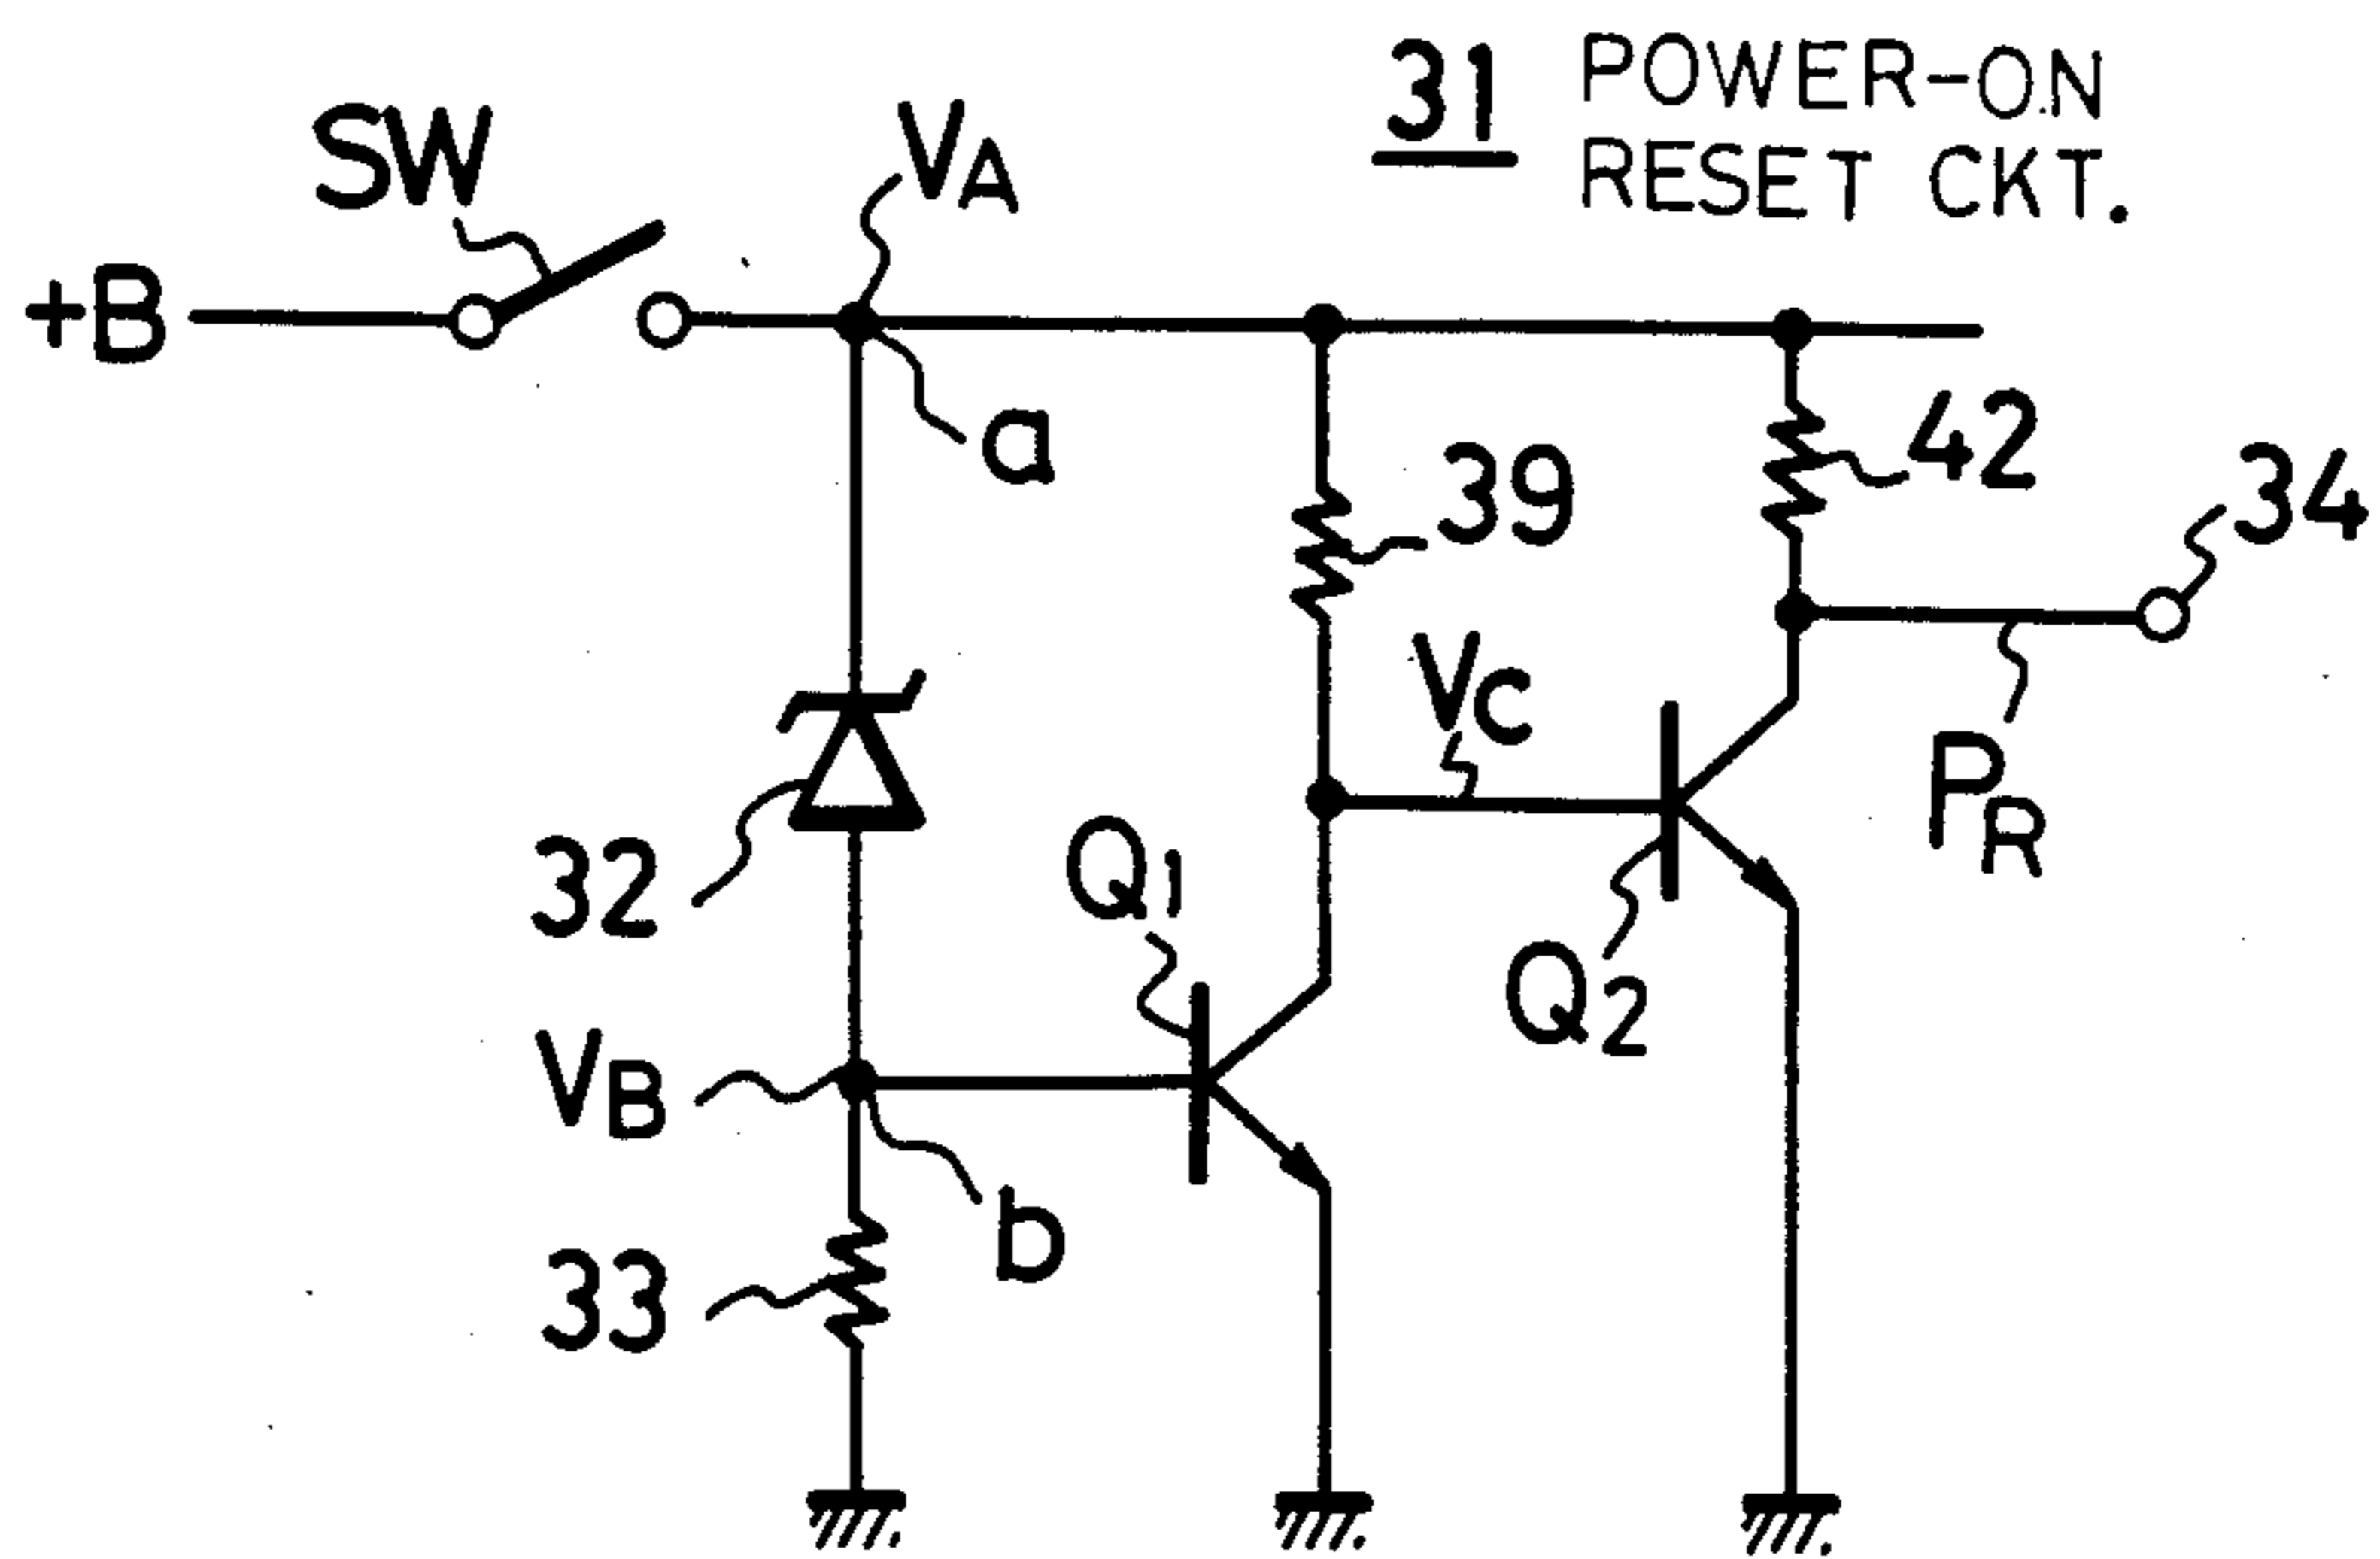 31 POWER-ON
RESET CKT.
SW
VA
+B
a
42
39
34
VC
PR
32
Q1
Q2
VB
b
33